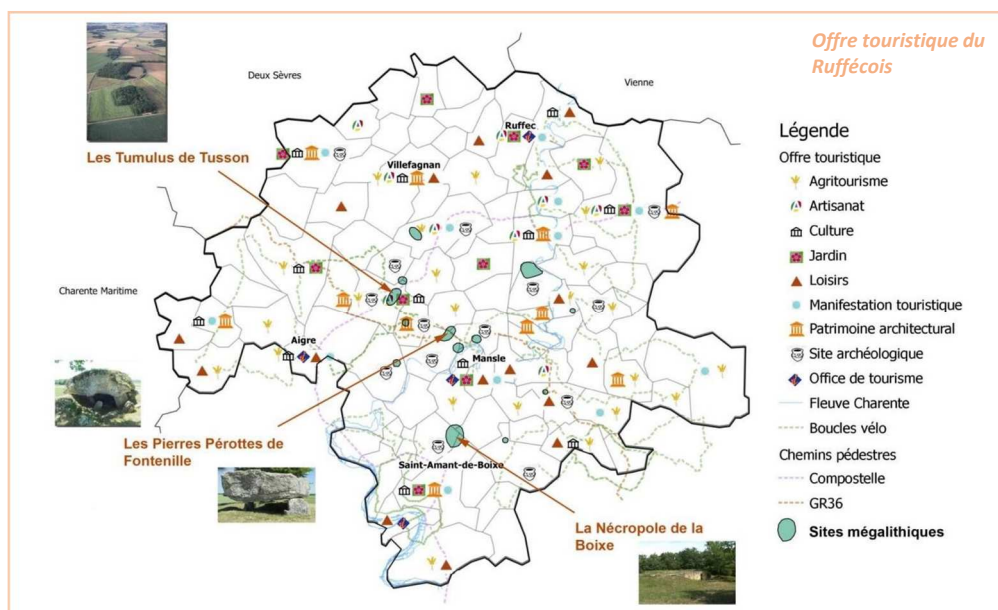 Offre touristique du
Ruffécois
Deux Sèvres
Vienne
Les Tumulus de Tusson
Ruffec
Villefagnan
Charente Maritime
Aigre
Mansle
Les Pierres Pérottes de
Fontenille
Saint-Amant-de-Boixe
La Nécropole de la
Boixe
Légende
Offre touristique
Agritourisme
Artisanat
Culture
Jardin
Loisirs
Manifestation touristique
Patrimoine architectural
Site archéologique
Office de tourisme
Fleuve Charente
Boucles vélo
Chemins pédestres
Compostelle
GR36
Sites mégalithiques